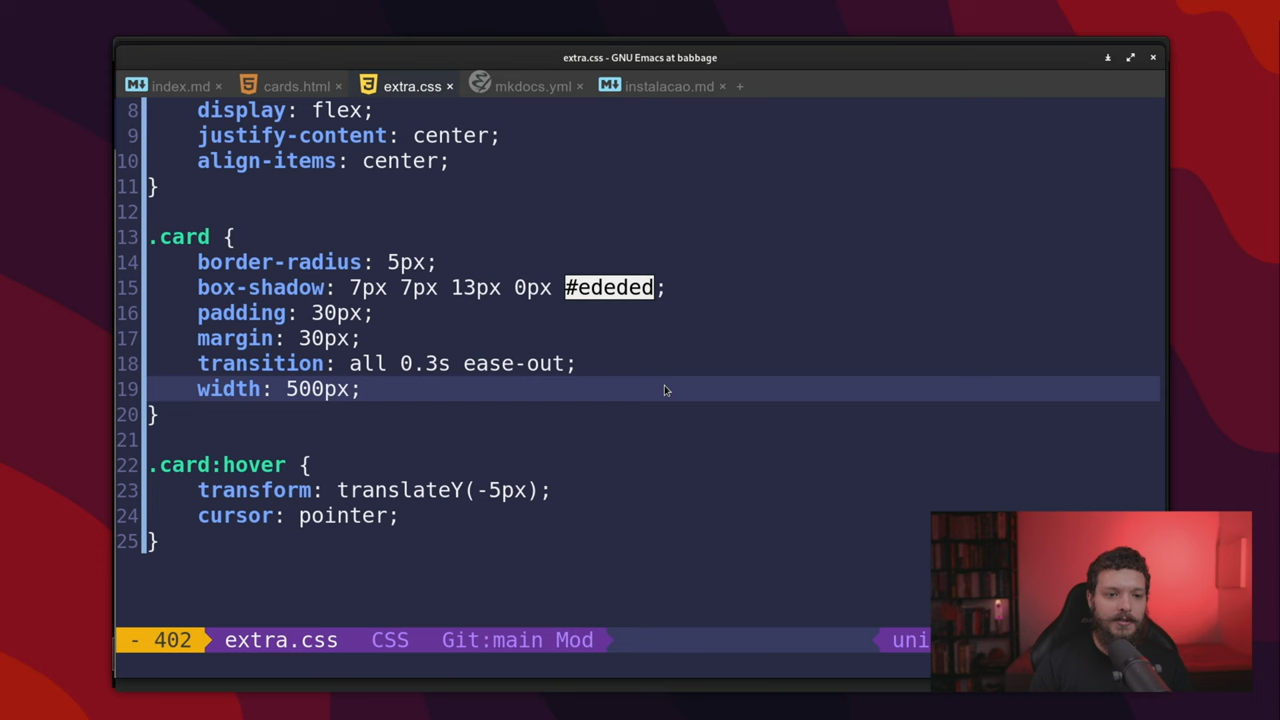 extra.css - GNU Emacs at babbage
index.md × cards.html × extra.css × mkdocs.yml × instalacao.md × +
8 display: flex;
9 justify-content: center;
10 align-items: center;
11 }
12
13 .card {
14 border-radius: 5px;
15 box-shadow: 7px 7px 13px 0px #ededed;
16 padding: 30px;
17 margin: 30px;
18 transition: all 0.3s ease-out;
19 width: 500px;
20 }
21
22 .card:hover {
23 transform: translateY(-5px);
24 cursor: pointer;
25 }
- 402 extra.css CSS Git:main Mod uni